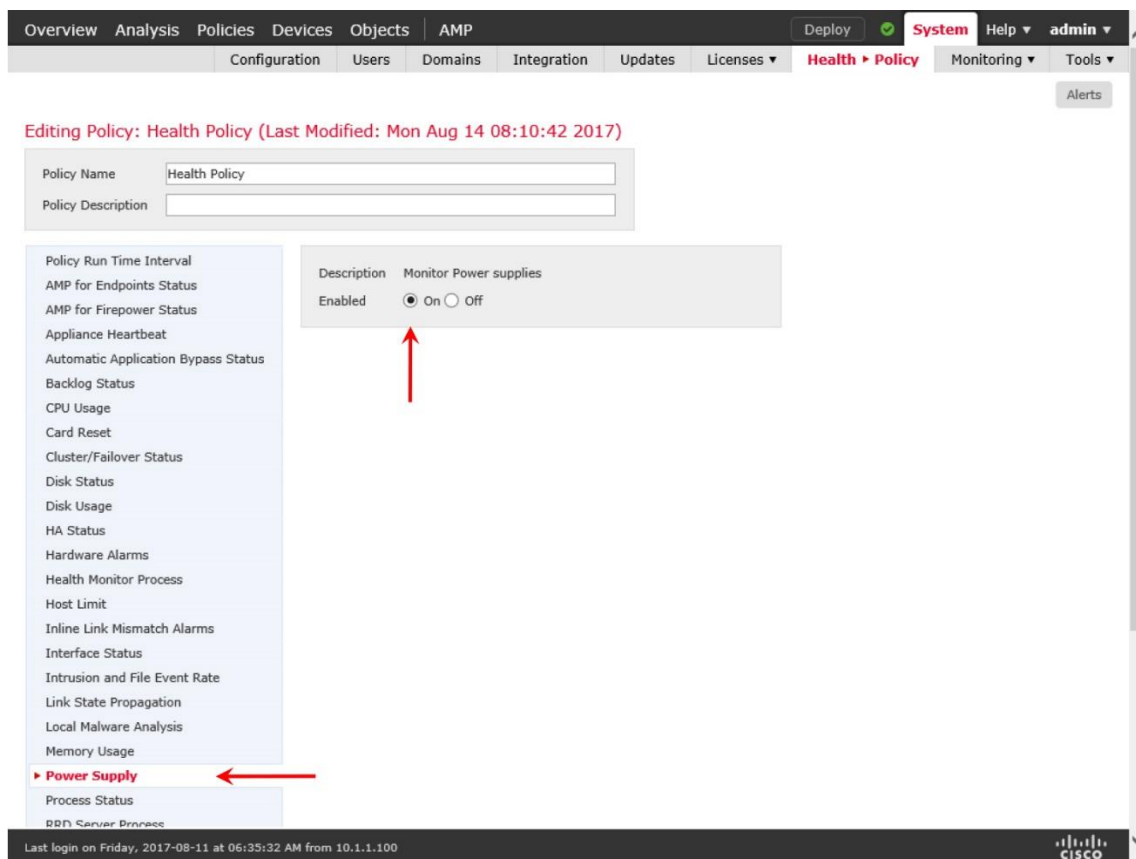 Overview Analysis Policies Devices Objects AMP Deploy System Help ▾ admin ▾
Configuration Users Domains Integration Updates Licenses ▾ Health ▸ Policy Monitoring ▾ Tools ▾
Alerts
Editing Policy: Health Policy (Last Modified: Mon Aug 14 08:10:42 2017)
Policy Name Health Policy
Policy Description
Policy Run Time Interval
AMP for Endpoints Status
AMP for Firepower Status
Appliance Heartbeat
Automatic Application Bypass Status
Backlog Status
CPU Usage
Card Reset
Cluster/Failover Status
Disk Status
Disk Usage
HA Status
Hardware Alarms
Health Monitor Process
Host Limit
Inline Link Mismatch Alarms
Interface Status
Intrusion and File Event Rate
Link State Propagation
Local Malware Analysis
Memory Usage
▸ Power Supply
Process Status
RRD Server Process
Description Monitor Power supplies
Enabled On Off
Last login on Friday, 2017-08-11 at 06:35:32 AM from 10.1.1.100
CISCO